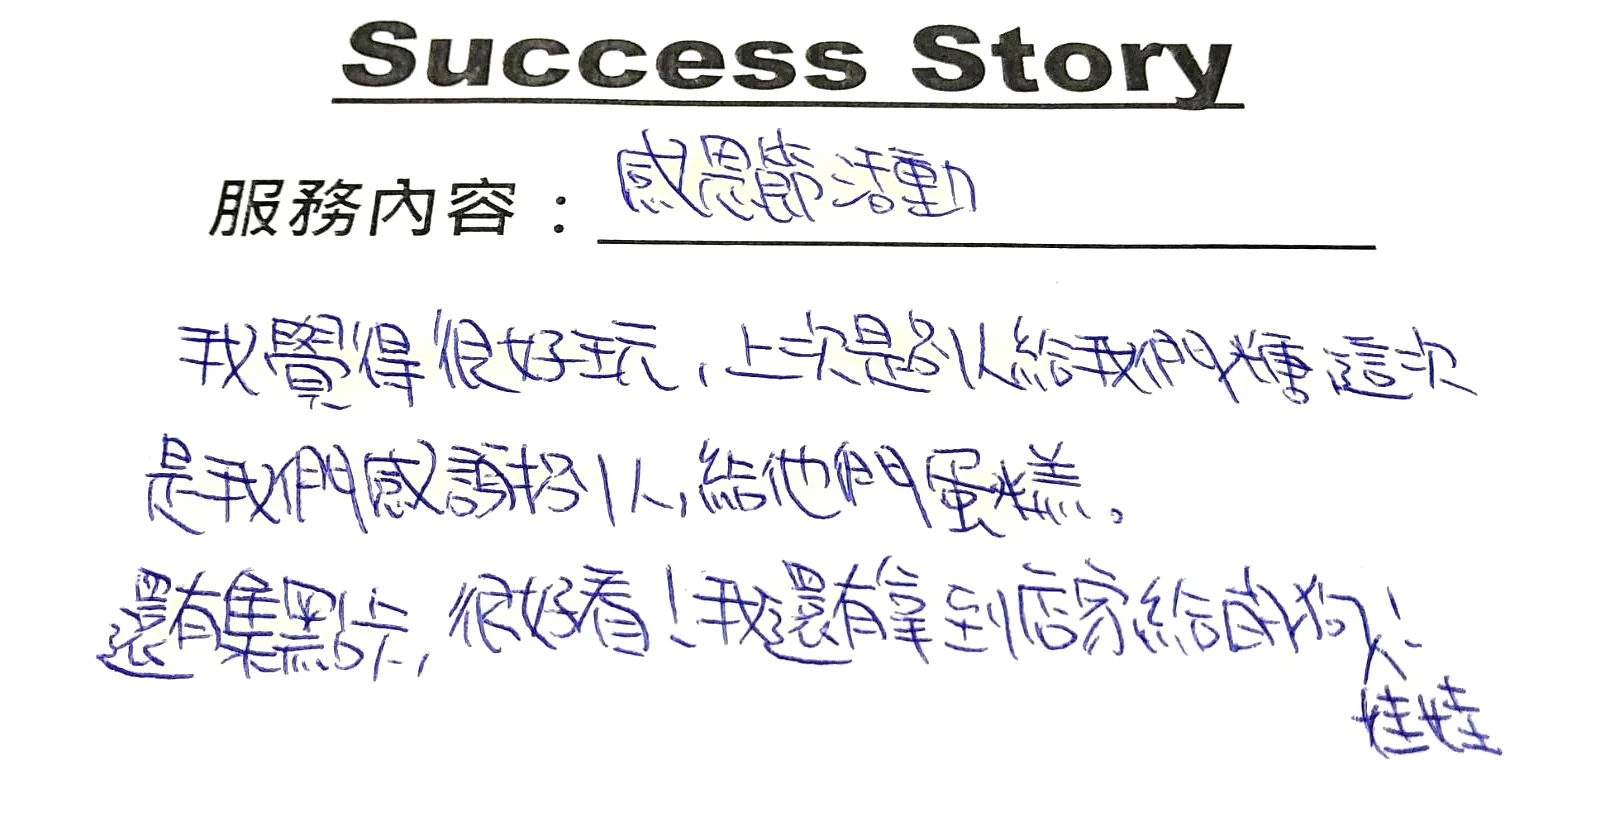 Success Story
服務內容：感恩節活動
我覺得很好玩，上次是別人給我們糖這次
是我們感謝別人，給他們蛋糕。
還有集點卡，很好看！我還有拿到店家給的狗！
娃娃